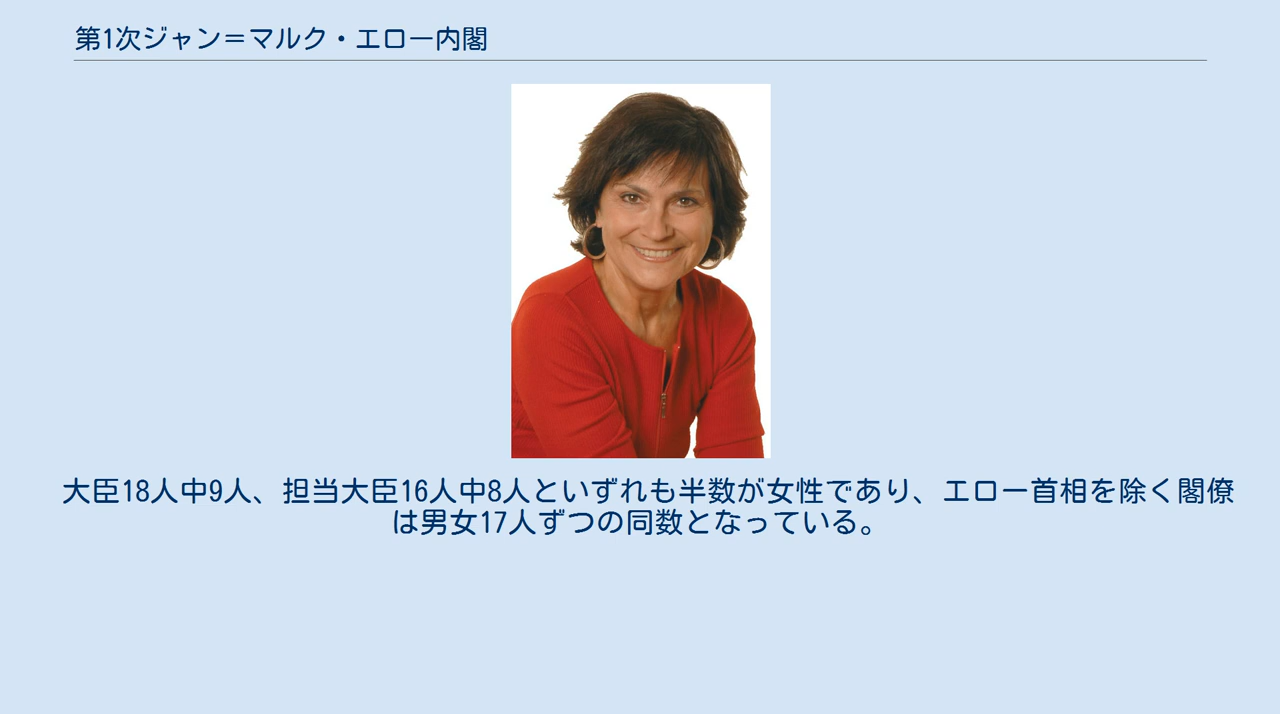 第1次ジャン＝マルク・エロー内閣
大臣18人中9人、担当大臣16人中8人といずれも半数が女性であり、エロー首相を除く閣僚
は男女17人ずつの同数となっている。